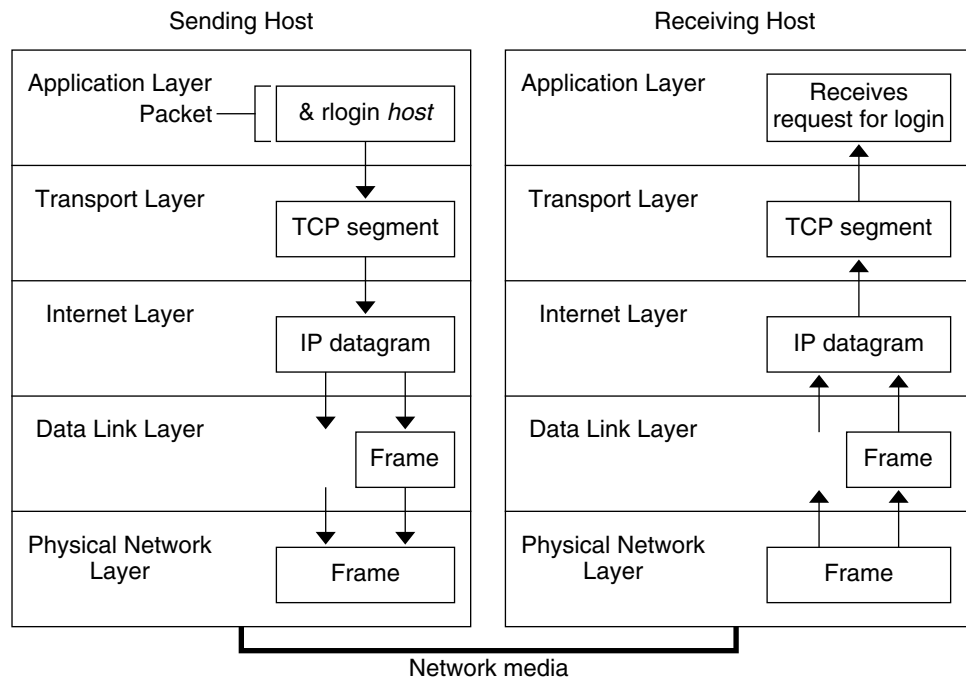 Sending Host
Application Layer
Packet
& rlogin host
Transport Layer
TCP segment
Internet Layer
IP datagram
Data Link Layer
Frame
Physical Network
Layer
Frame
Receiving Host
Application Layer
Receives
request for login
Transport Layer
TCP segment
Internet Layer
IP datagram
Data Link Layer
Frame
Physical Network
Layer
Frame
Network media